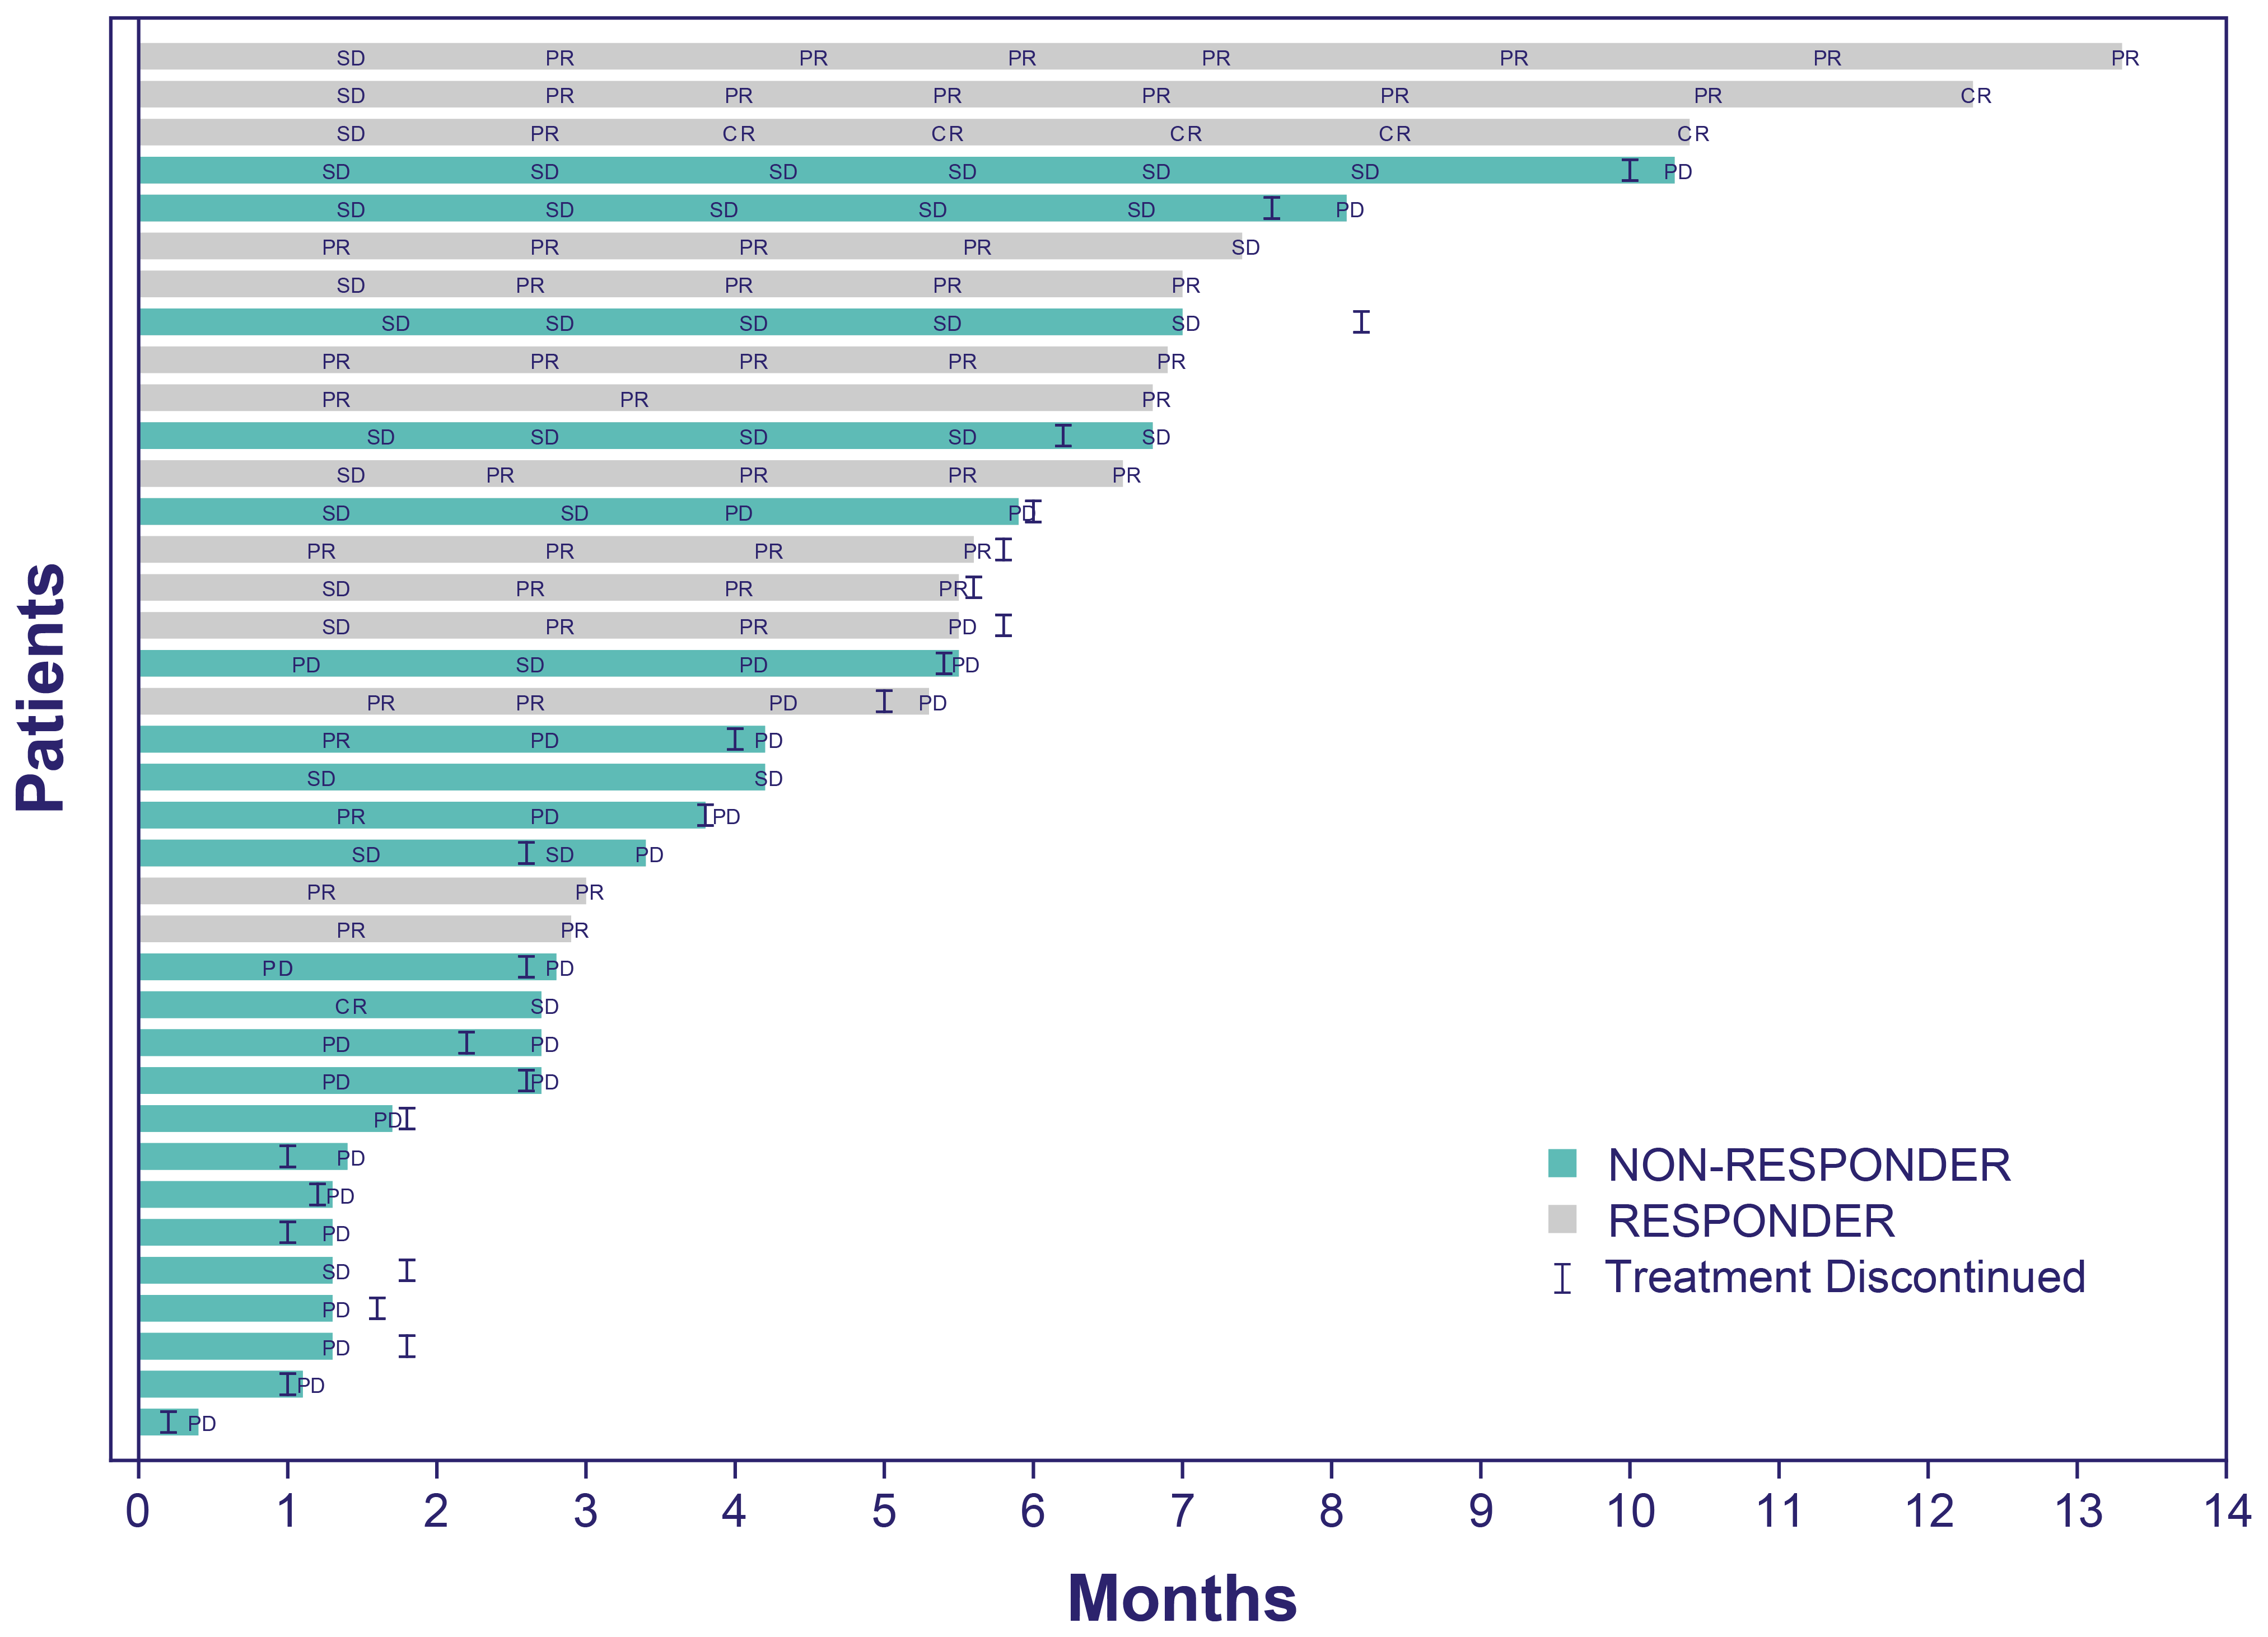 SD PR PR PR PR PR PR PR
SD PR PR PR PR PR PR CR
SD PR CR CR CR CR CR
SD SD SD SD SD SD PD
SD SD SD SD SD PD
PR PR PR PR SD
SD PR PR PR PR
SD SD SD SD SD
PR PR PR PR PR
PR PR PR
SD SD SD SD SD
SD PR PR PR PR
SD SD PD PD
PR PR PR PR
SD PR PR PR
SD PR PR PD
PD SD PD PD
PR PR PD PD
PR PD PD
SD SD
PR PD PD
SD SD PD
PR PR
PR PR
PD PD
CR SD
PD PD
PD PD
PD
PD
PD
PD
SD
PD
PD
PD
PD
NON-RESPONDER
RESPONDER
Treatment Discontinued
Patients
0 1 2 3 4 5 6 7 8 9 10 11 12 13 14
Months